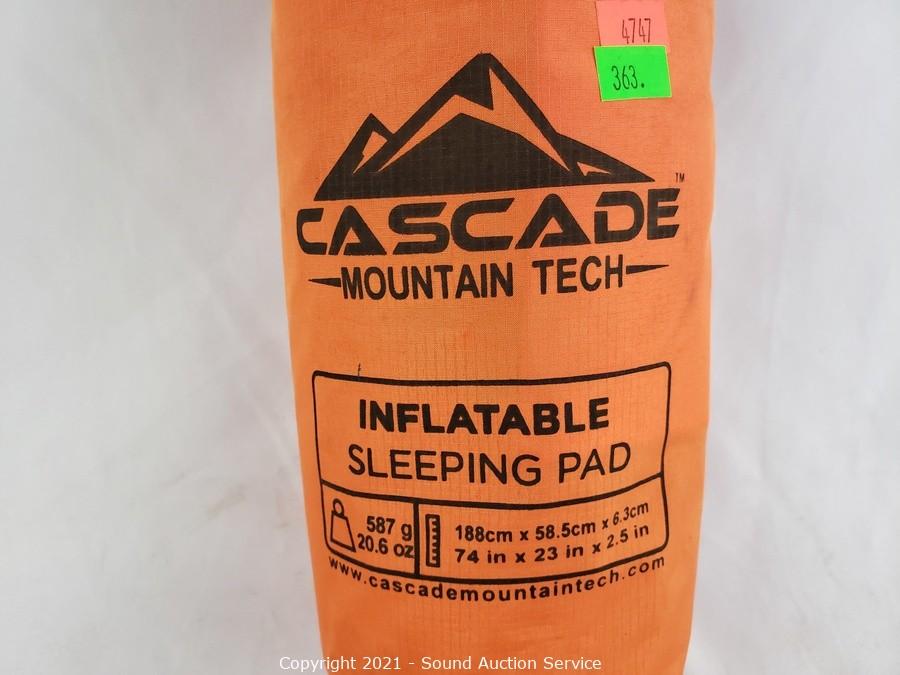 4747
363.
CASCADE™
MOUNTAIN TECH
INFLATABLE
SLEEPING PAD
587 g
20.6 oz
188cm x 58.5cm x 6.3cm
74 in x 23 in x 2.5 in
www.cascademountaintech.com
Copyright 2021 - Sound Auction Service